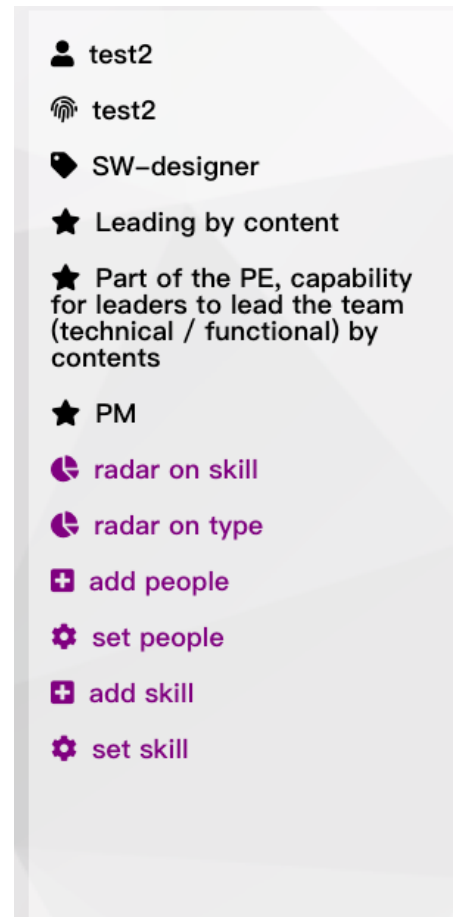 test2
test2
SW-designer
Leading by content
Part of the PE, capability
for leaders to lead the team
(technical / functional) by
contents
PM
radar on skill
radar on type
add people
set people
add skill
set skill